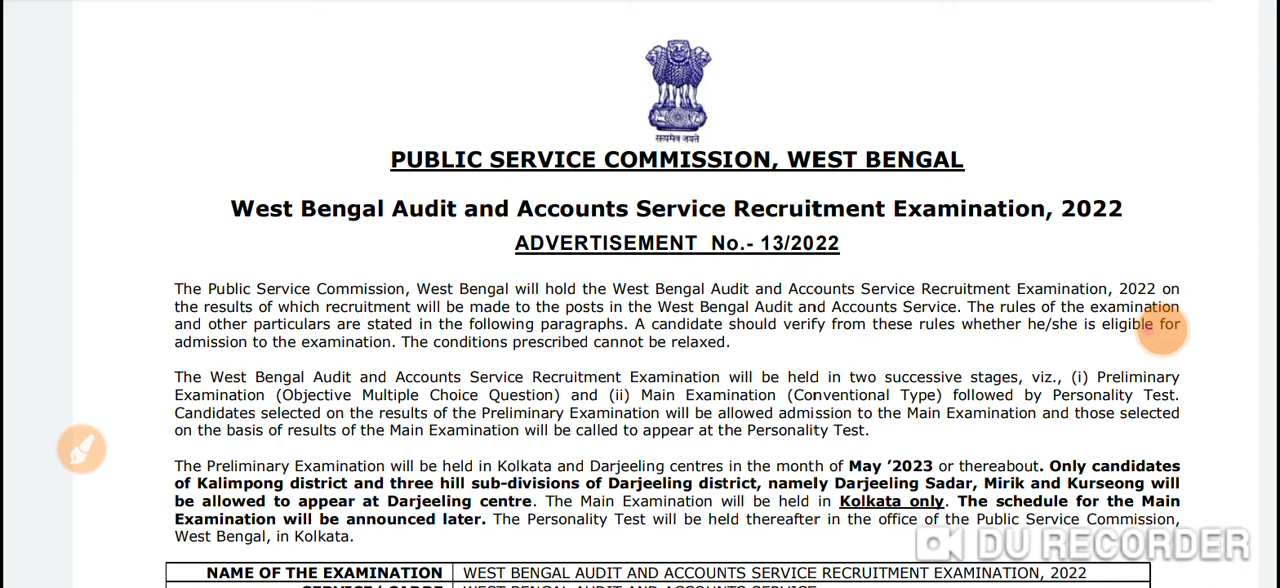 सत्यमेव जयते
PUBLIC SERVICE COMMISSION, WEST BENGAL
West Bengal Audit and Accounts Service Recruitment Examination, 2022
ADVERTISEMENT No.- 13/2022
The Public Service Commission, West Bengal will hold the West Bengal Audit and Accounts Service Recruitment Examination, 2022 on
the results of which recruitment will be made to the posts in the West Bengal Audit and Accounts Service. The rules of the examination
and other particulars are stated in the following paragraphs. A candidate should verify from these rules whether he/she is eligible for
admission to the examination. The conditions prescribed cannot be relaxed.
The West Bengal Audit and Accounts Service Recruitment Examination will be held in two successive stages, viz., (i) Preliminary
Examination (Objective Multiple Choice Question) and (ii) Main Examination (Conventional Type) followed by Personality Test.
Candidates selected on the results of the Preliminary Examination will be allowed admission to the Main Examination and those selected
on the basis of results of the Main Examination will be called to appear at the Personality Test.
The Preliminary Examination will be held in Kolkata and Darjeeling centres in the month of May ’2023 or thereabout. Only candidates
of Kalimpong district and three hill sub-divisions of Darjeeling district, namely Darjeeling Sadar, Mirik and Kurseong will
be allowed to appear at Darjeeling centre. The Main Examination will be held in Kolkata only. The schedule for the Main
Examination will be announced later. The Personality Test will be held thereafter in the office of the Public Service Commission,
West Bengal, in Kolkata.
DU RECORDER
NAME OF THE EXAMINATION WEST BENGAL AUDIT AND ACCOUNTS SERVICE RECRUITMENT EXAMINATION, 2022
SERVICE / CADRE WEST BENGAL AUDIT AND ACCOUNTS SERVICE